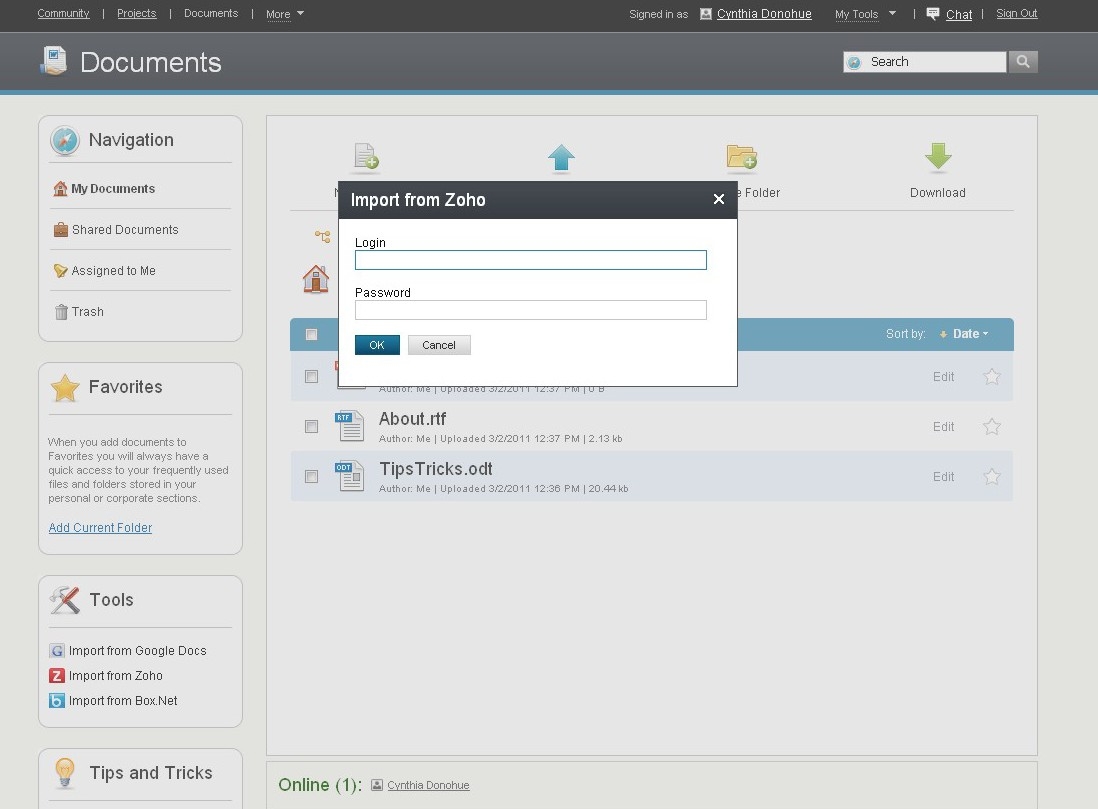 Community | Projects | Documents | More
Signed in as Cynthia Donohue My Tools | Chat | Sign Out
Documents
Search
Navigation
My Documents
Shared Documents
Assigned to Me
Trash
Favorites
When you add documents to
Favorites you will always have a
quick access to your frequently used
files and folders stored in your
personal or corporate sections.
Add Current Folder
Tools
Import from Google Docs
Import from Zoho
Import from Box.Net
Tips and Tricks
Folder
Download
Import from Zoho
Login
Password
OK Cancel
Sort by: Date
Author: Me | Uploaded 3/2/2011 12:37 PM | 0 B
Edit
RTF
About.rtf
Author: Me | Uploaded 3/2/2011 12:37 PM | 2.13 kb
Edit
ODT
TipsTricks.odt
Author: Me | Uploaded 3/2/2011 12:36 PM | 20.44 kb
Edit
Online (1): Cynthia Donohue